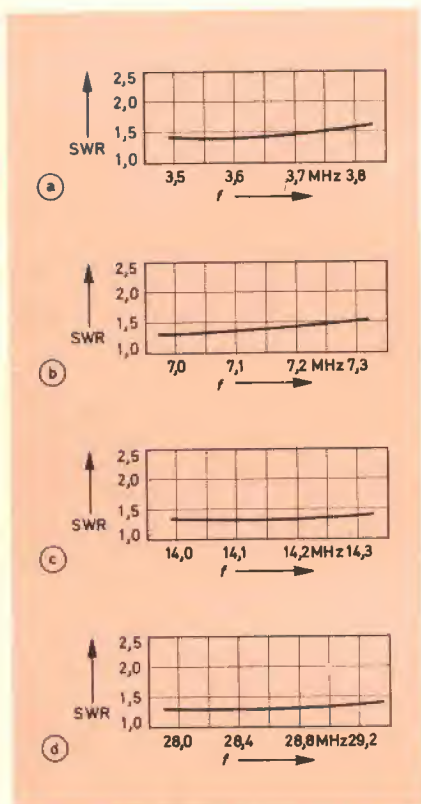 2,5
2,0
1,5
SWR
1,0
3,5 3,6 3,7 MHz 3,8
f
a
2,5
2,0
1,5
SWR
1,0
7,0 7,1 7,2 MHz 7,3
f
b
2,5
2,0
1,5
SWR
1,0
14,0 14,1 14,2 MHz 14,3
f
c
2,5
2,0
1,5
SWR
1,0
28,0 28,4 28,8 MHz 29,2
f
d